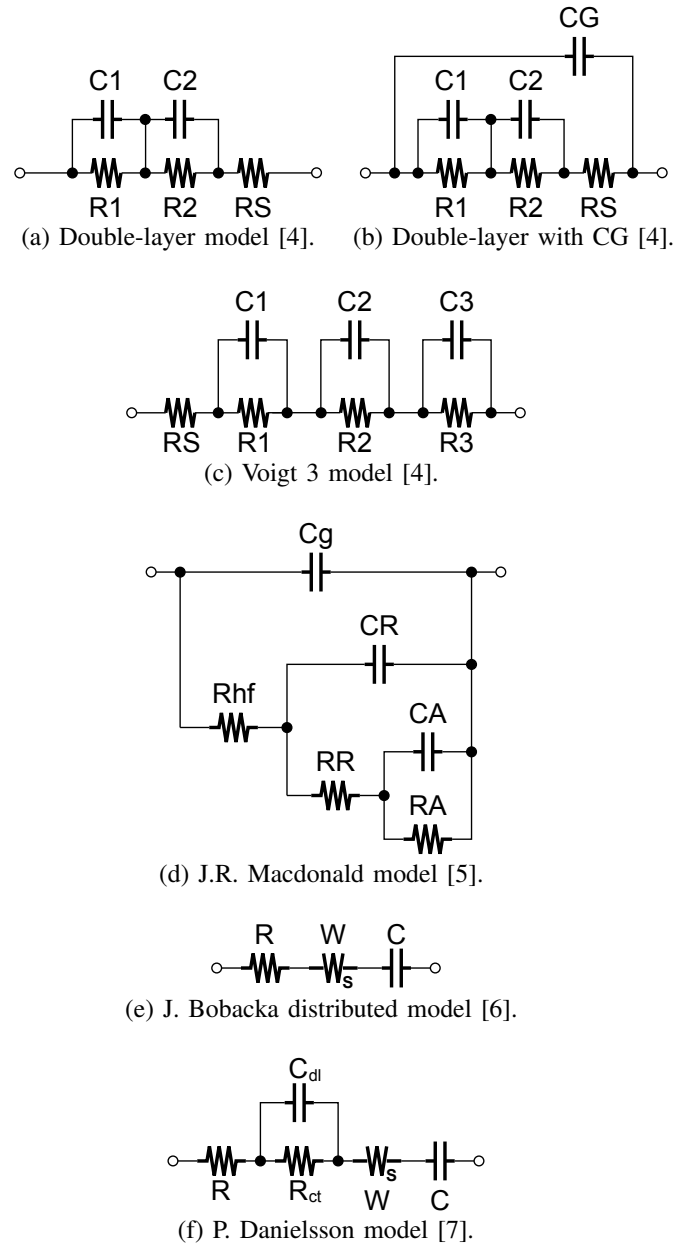 CG
C1 C2 C1 C2
R1 R2 RS R1 R2 RS
(a) Double-layer model [4]. (b) Double-layer with CG [4].
C1 C2 C3
RS R1 R2 R3
(c) Voigt 3 model [4].
Cg
CR
Rhf CA
RR
RA
(d) J.R. Macdonald model [5].
R W C
s
(e) J. Bobacka distributed model [6].
Cdl
s
R Rct W C
(f) P. Danielsson model [7].